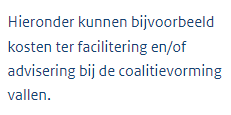 Hieronder kunnen bijvoorbeeld
kosten ter facilitering en/of
advisering bij de coalitievorming
vallen.